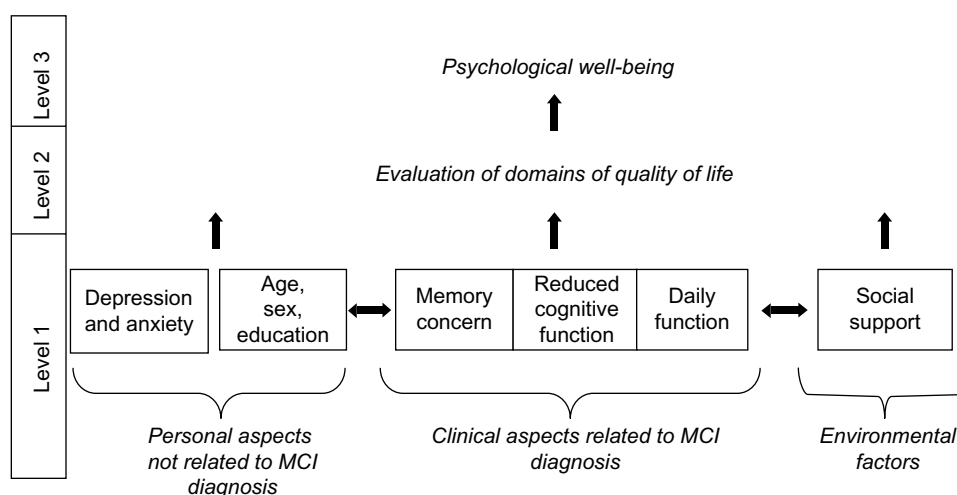 Level 3
Psychological well-being
Level 2
Evaluation of domains of quality of life
Level 1
Depression
and anxiety
Age,
sex,
education
Memory
concern
Reduced
cognitive
function
Daily
function
Social
support
Personal aspects
not related to MCI
diagnosis
Clinical aspects related to MCI
diagnosis
Environmental
factors